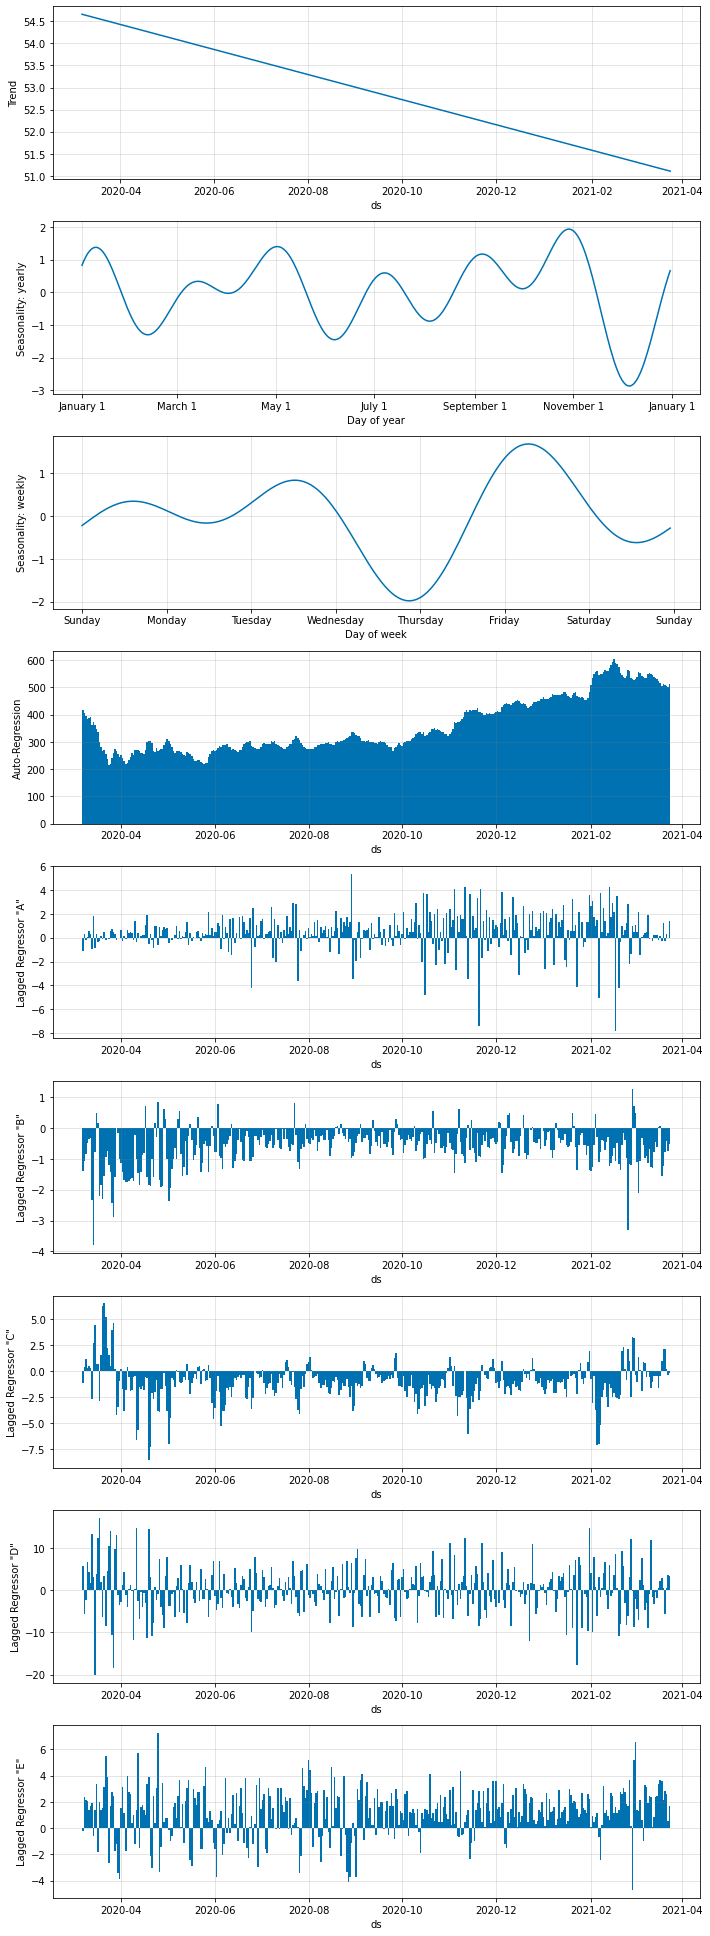 54.5
54.0
53.5
53.0
52.5
52.0
51.5
51.0
Trend
2020-04 2020-06 2020-08 2020-10 2020-12 2021-02 2021-04
ds
2
1
0
−1
−2
−3
Seasonality: yearly
January 1 March 1 May 1 July 1 September 1 November 1 January 1
Day of year
1
0
−1
−2
Seasonality: weekly
Sunday Monday Tuesday Wednesday Thursday Friday Saturday Sunday
Day of week
600
500
400
300
200
100
0
Auto-Regression
2020-04 2020-06 2020-08 2020-10 2020-12 2021-02 2021-04
ds
6
4
2
0
−2
−4
−6
−8
Lagged Regressor "A"
2020-04 2020-06 2020-08 2020-10 2020-12 2021-02 2021-04
ds
1
0
−1
−2
−3
−4
Lagged Regressor "B"
2020-04 2020-06 2020-08 2020-10 2020-12 2021-02 2021-04
ds
5.0
2.5
0.0
−2.5
−5.0
−7.5
Lagged Regressor "C"
2020-04 2020-06 2020-08 2020-10 2020-12 2021-02 2021-04
ds
10
0
−10
−20
Lagged Regressor "D"
2020-04 2020-06 2020-08 2020-10 2020-12 2021-02 2021-04
ds
6
4
2
0
−2
−4
Lagged Regressor "E"
2020-04 2020-06 2020-08 2020-10 2020-12 2021-02 2021-04
ds